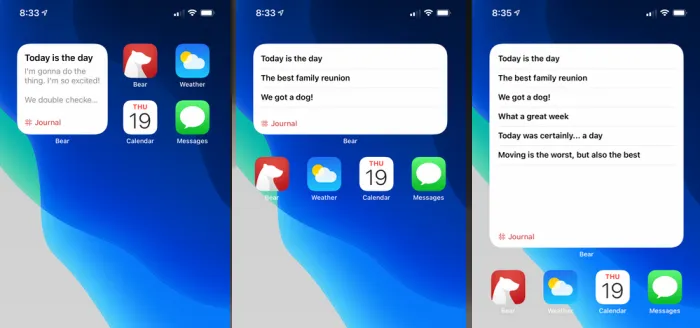 8:33
Today is the day
I'm gonna do the
thing. I'm so excited!
We double checke...
# Journal
Bear
Bear
Weather
THU
19
Calendar
Messages
8:33
Today is the day
The best family reunion
We got a dog!
# Journal
Bear
Bear
Weather
THU
19
Calendar
Messages
8:35
Today is the day
The best family reunion
We got a dog!
What a great week
Today was certainly... a day
Moving is the worst, but also the best
# Journal
Bear
Bear
Weather
THU
19
Calendar
Messages